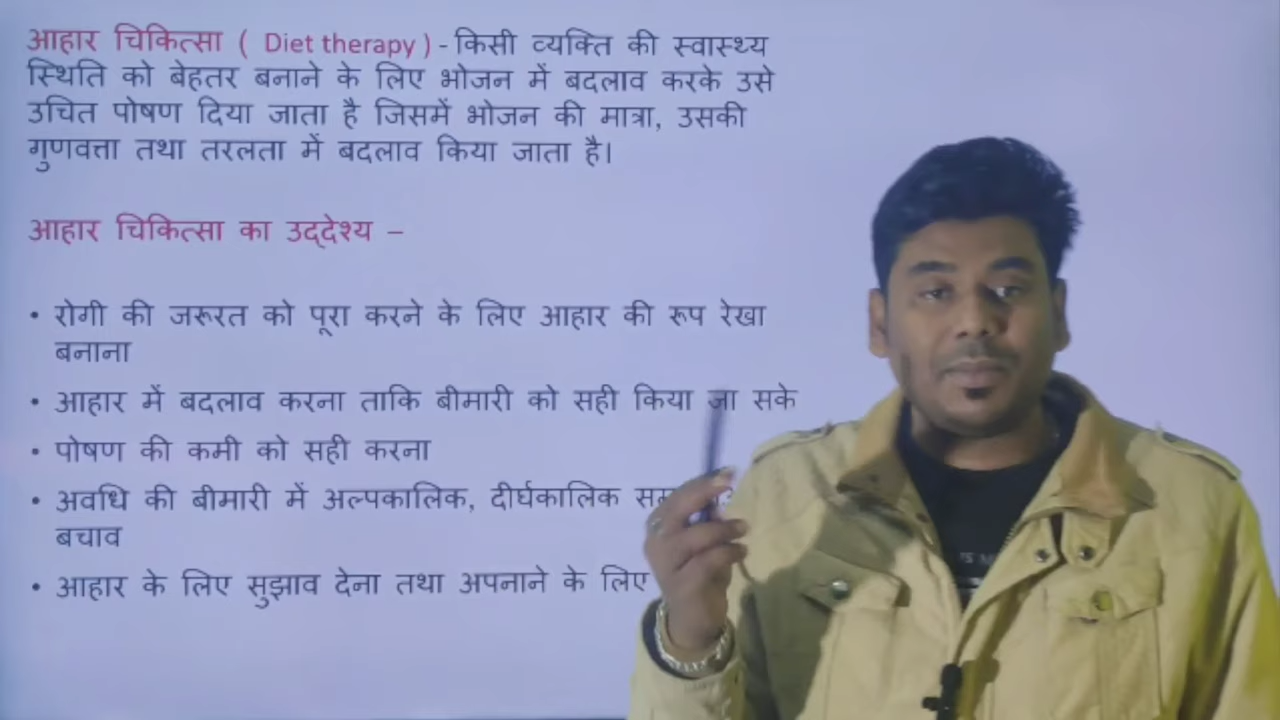 आहार चिकित्सा ( Diet therapy ) - किसी व्यक्ति की स्वास्थ्य
स्थिति को बेहतर बनाने के लिए भोजन में बदलाव करके उसे
उचित पोषण दिया जाता है जिसमें भोजन की मात्रा, उसकी
गुणवत्ता तथा तरलता में बदलाव किया जाता है।
आहार चिकित्सा का उद्देश्य –
• रोगी की जरूरत को पूरा करने के लिए आहार की रूप रेखा
बनाना
• आहार में बदलाव करना ताकि बीमारी को सही किया जा सके
• पोषण की कमी को सही करना
• अवधि की बीमारी में अल्पकालिक, दीर्घकालिक
बचाव
• आहार के लिए सुझाव देना तथा अपनाने के लिए